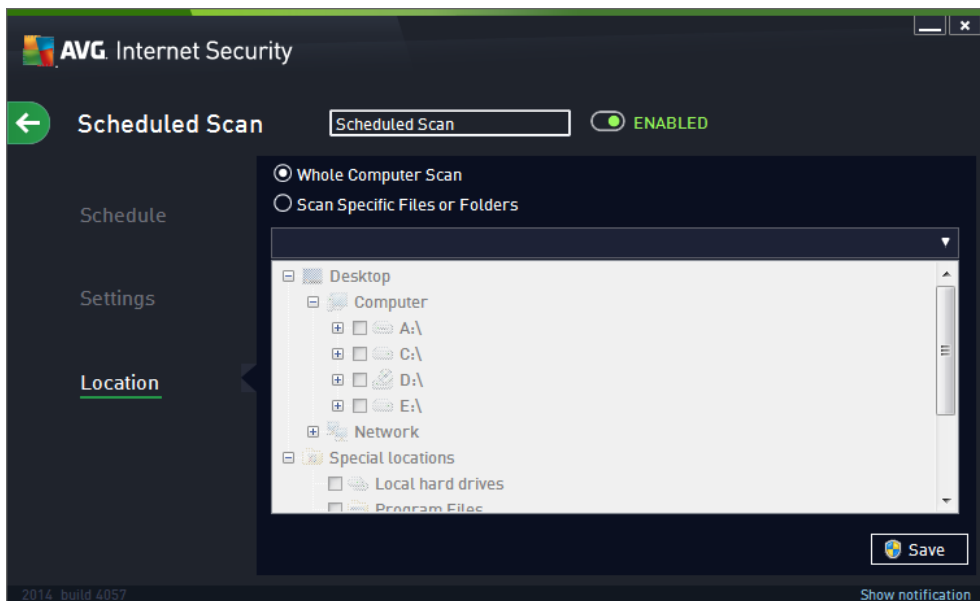 AVG. Internet Security
Scheduled Scan
Scheduled Scan
ENABLED
Schedule
Settings
Location
Whole Computer Scan
Scan Specific Files or Folders
Desktop
Computer
A:\
C:\
D:\
E:\
Network
Special locations
Local hard drives
Program Files
Save
2014 build 4057
Show notification